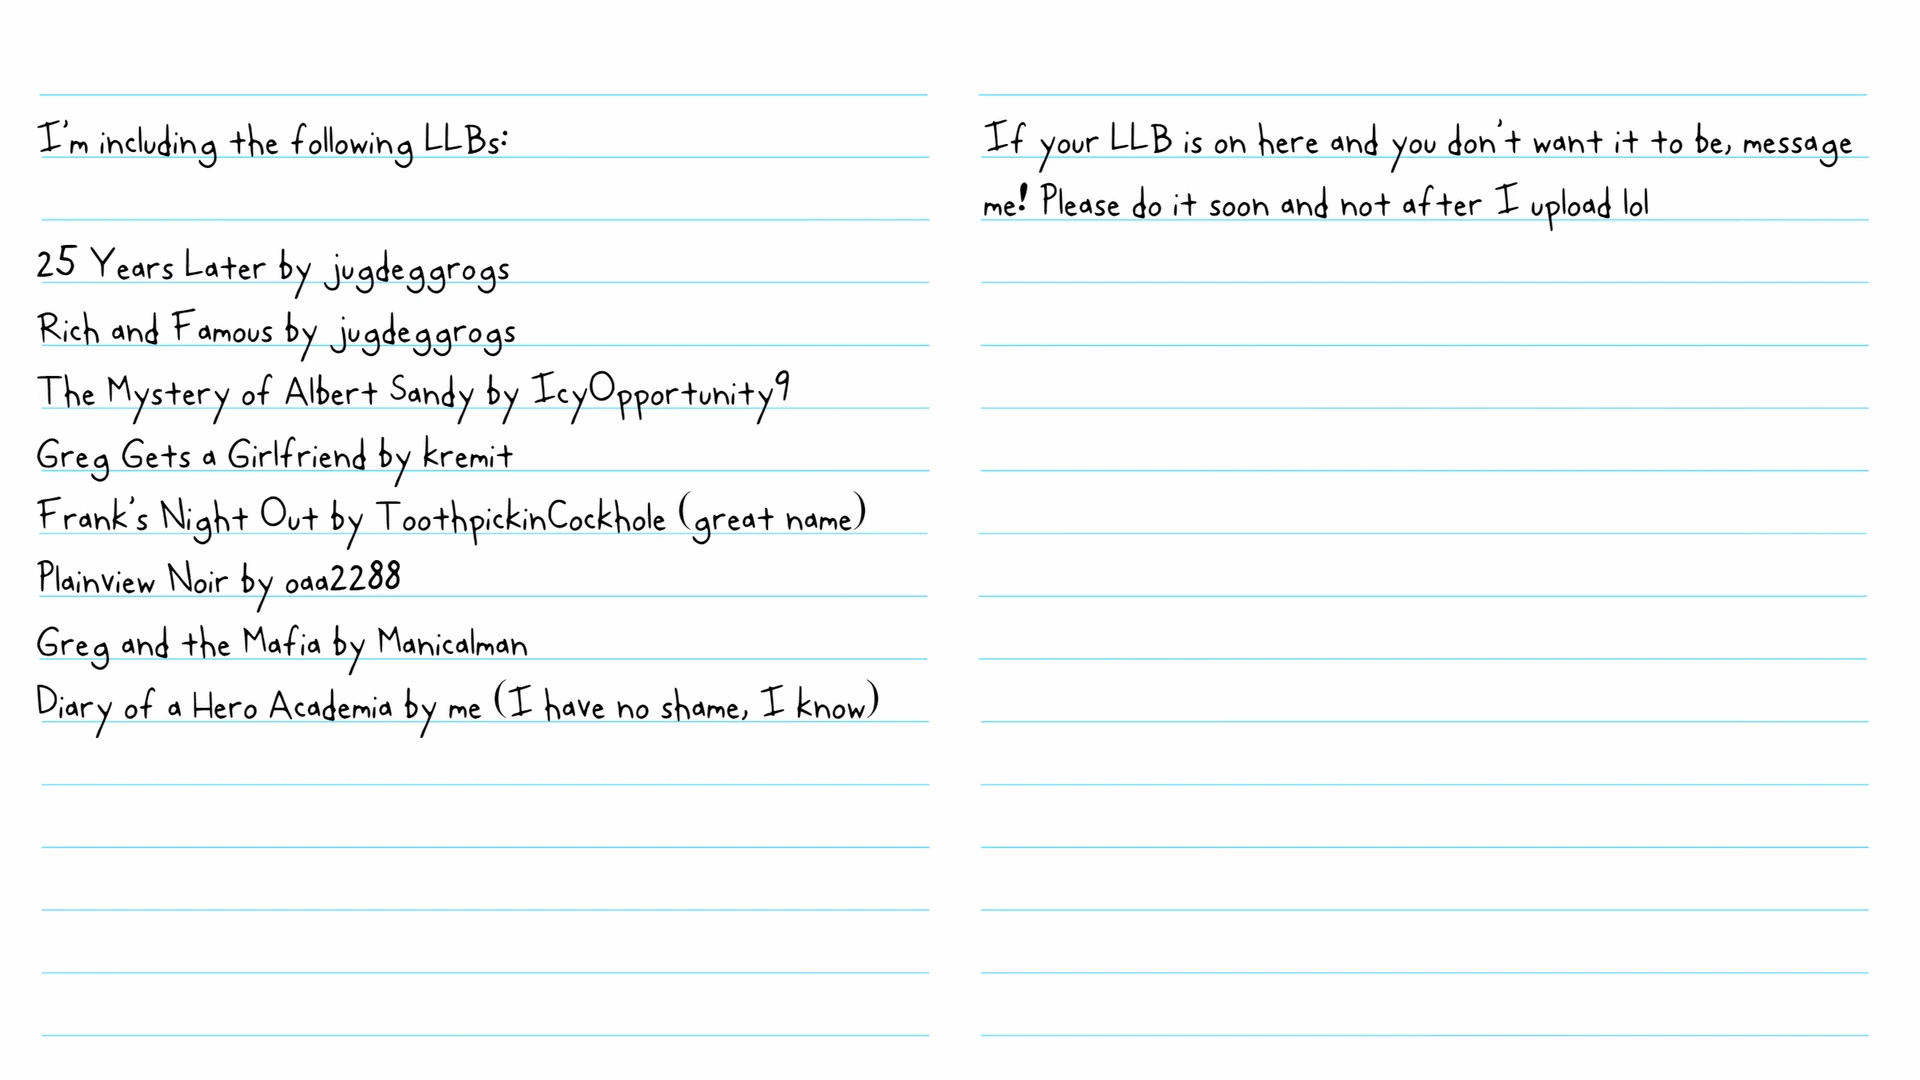 I'm including the following LLBs:
25 Years Later by jugdeggrogs
Rich and Famous by jugdeggrogs
The Mystery of Albert Sandy by IcyOpportunity9
Greg Gets a Girlfriend by kremit
Frank's Night Out by ToothpickinCockhole (great name)
Plainview Noir by oaa2288
Greg and the Mafia by Manicalman
Diary of a Hero Academia by me (I have no shame, I know)
If your LLB is on here and you don't want it to be, message
me! Please do it soon and not after I upload lol